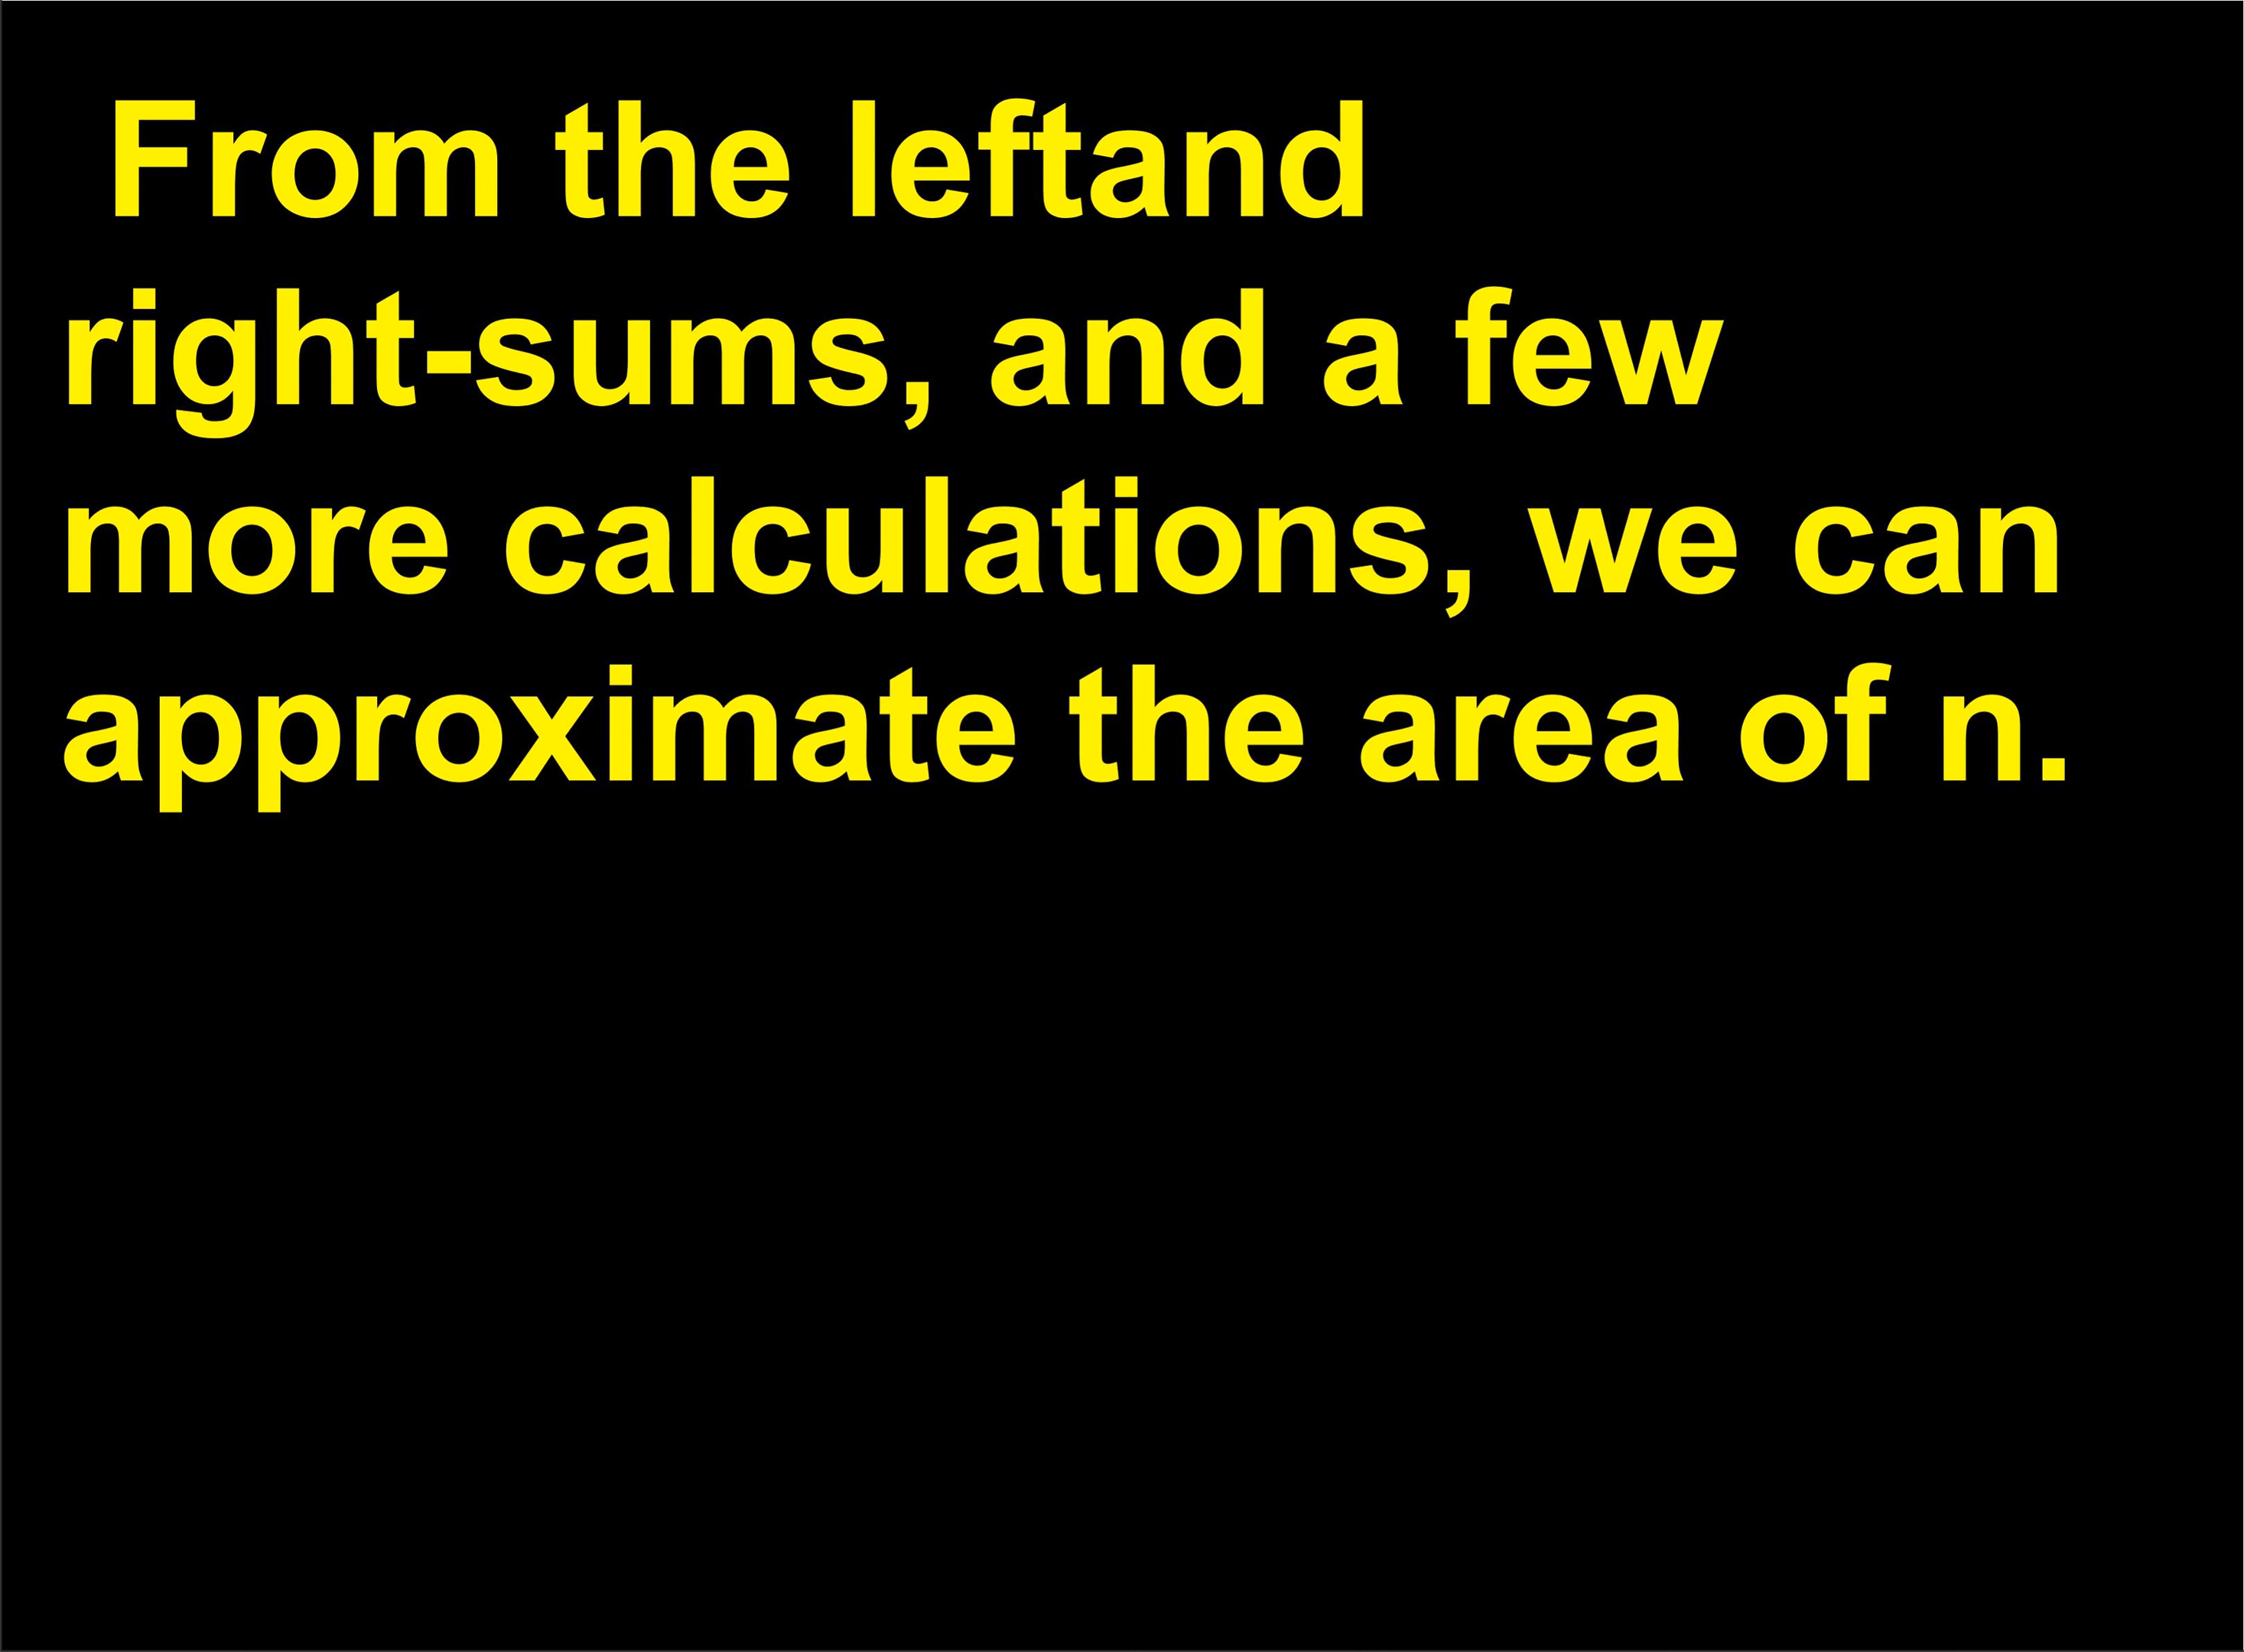 From the leftand
right-sums, and a few
more calculations, we can
approximate the area of n.